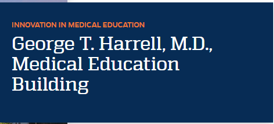 INNOVATION IN MEDICAL EDUCATION
George T. Harrell, M.D.,
Medical Education
Building